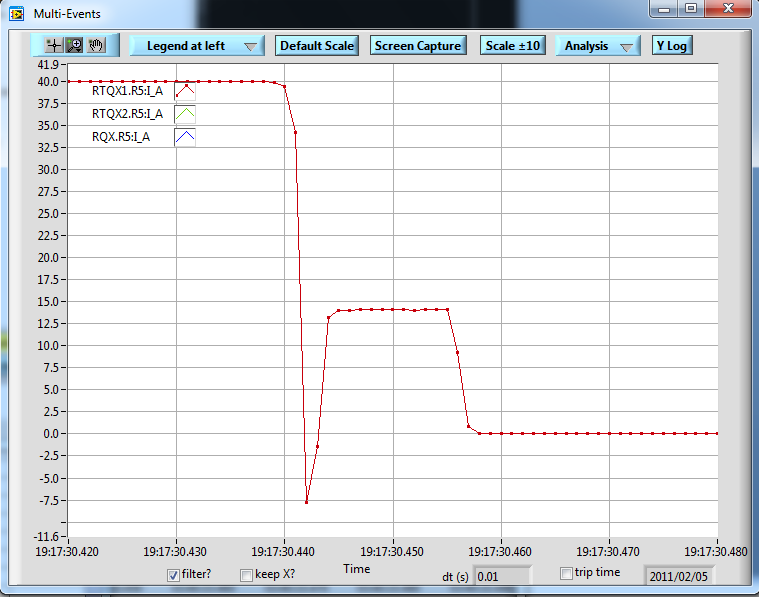 Multi-Events
Legend at left
Default Scale
Screen Capture
Scale ±10
Analysis
Y Log
RTQX1.R5:I_A
RTQX2.R5:I_A
RQX.R5:I_A
41.9
40.0
37.5
35.0
32.5
30.0
27.5
25.0
22.5
20.0
17.5
15.0
12.5
10.0
7.5
5.0
2.5
0.0
-2.5
-5.0
-7.5
-11.6
19:17:30.420 19:17:30.430 19:17:30.440 19:17:30.450 19:17:30.460 19:17:30.470 19:17:30.480
Time
filter?
keep X?
dt (s) 0.01
trip time
2011/02/05